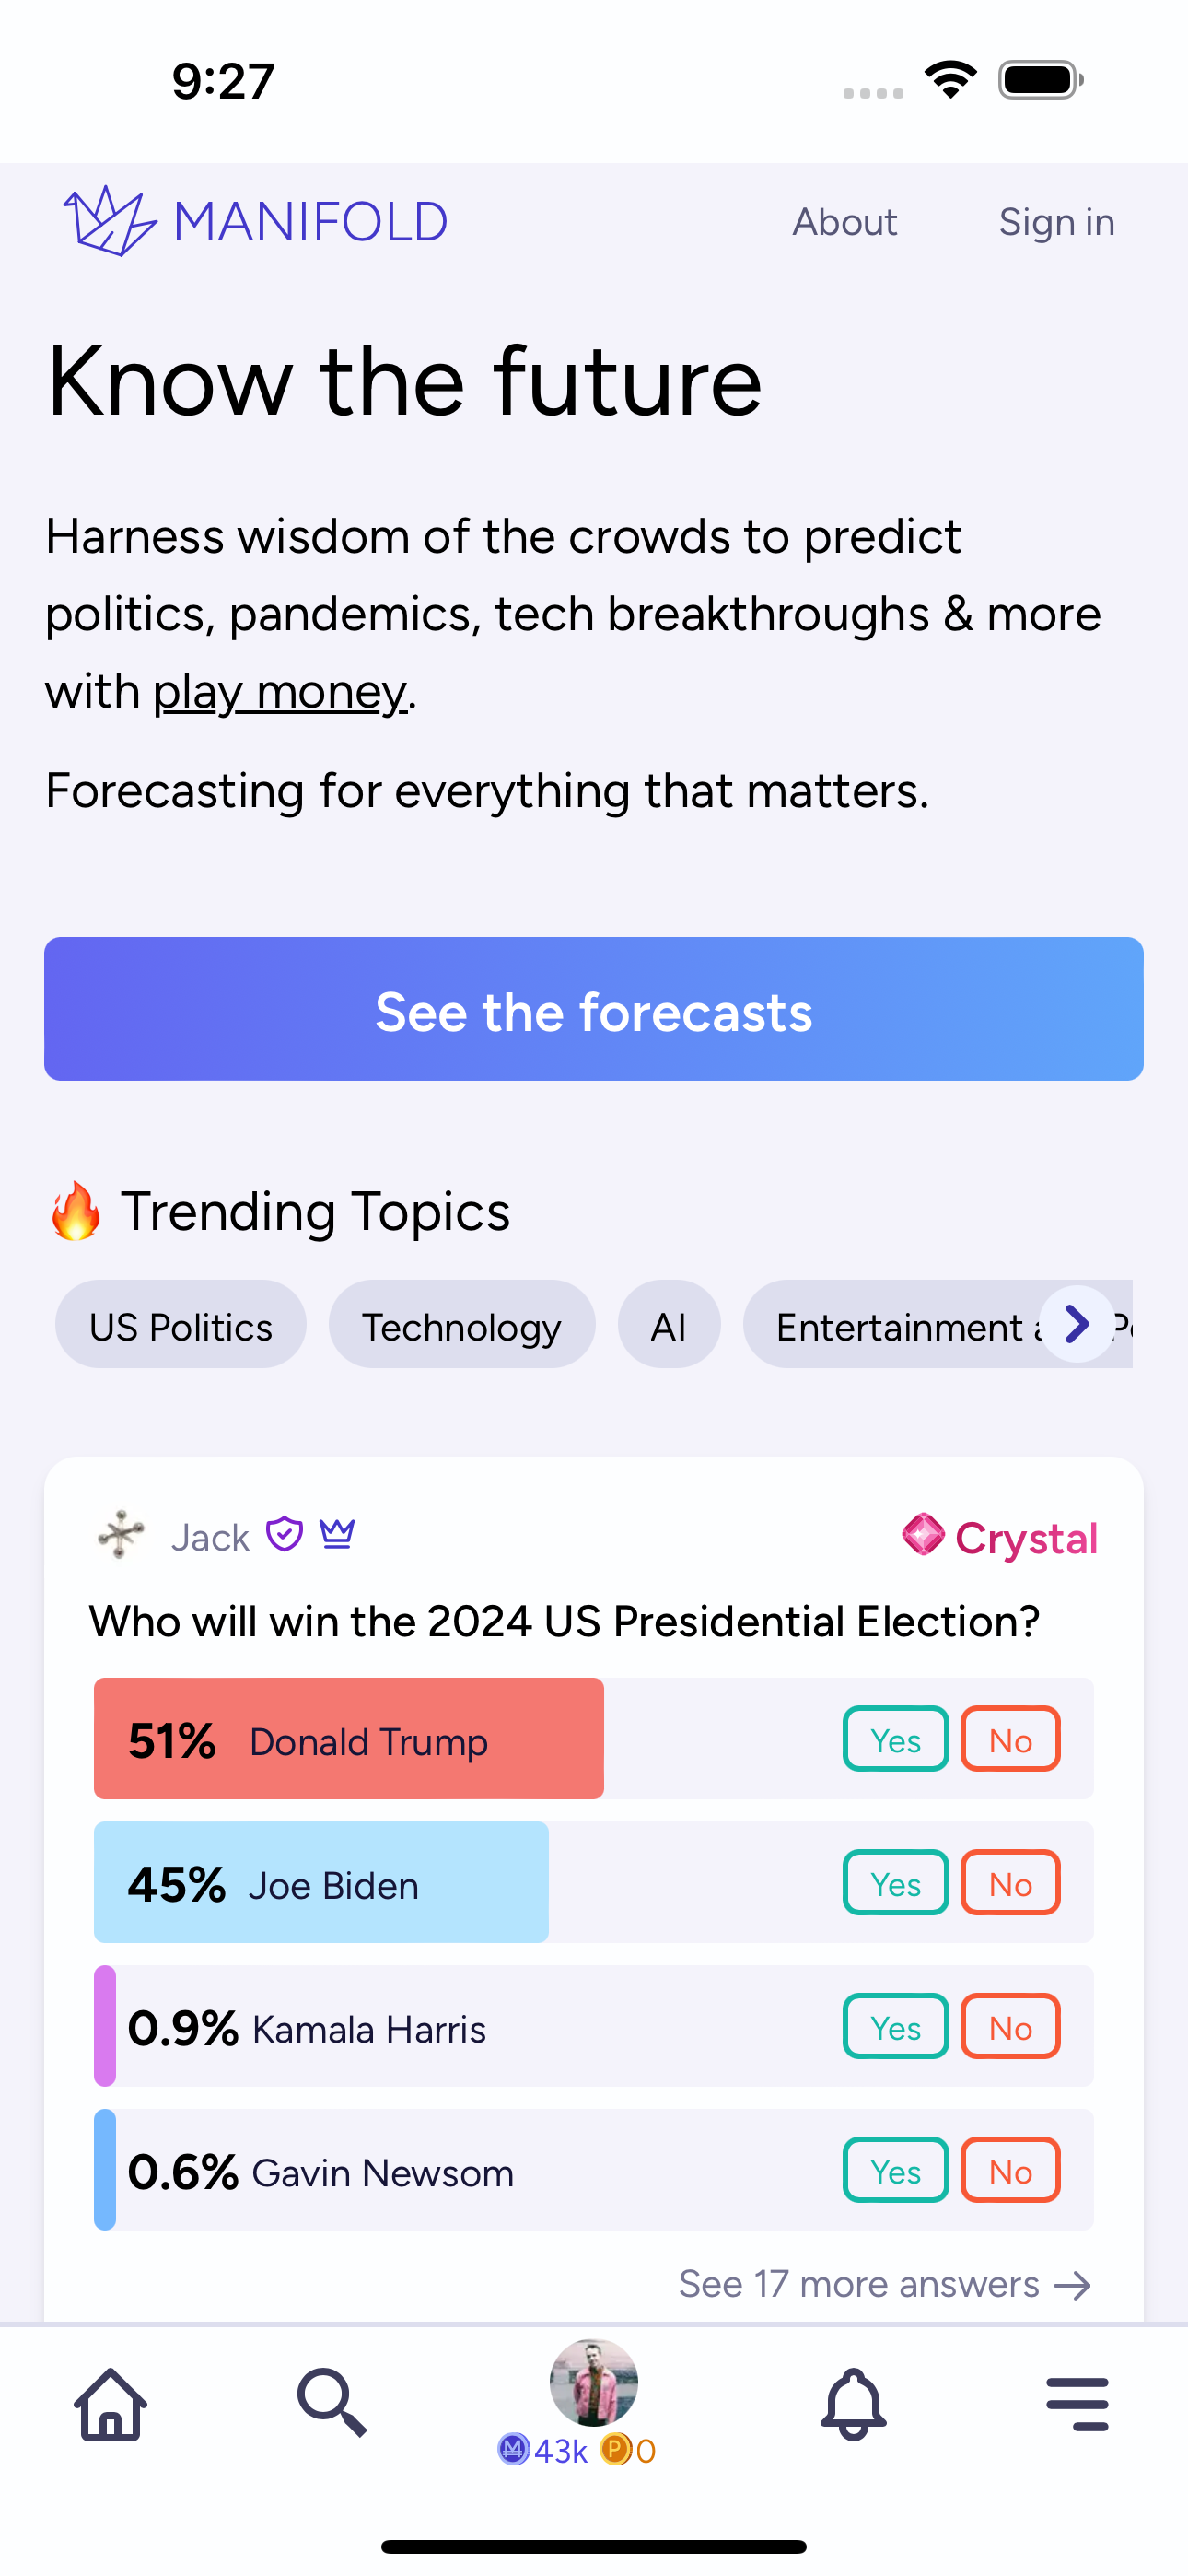 9:27
MANIFOLD
About
Sign in
Know the future
Harness wisdom of the crowds to predict
politics, pandemics, tech breakthroughs & more
with play money.
Forecasting for everything that matters.
See the forecasts
🔥 Trending Topics
US Politics
Technology
AI
Entertainment
Jack
Crystal
Who will win the 2024 US Presidential Election?
51% Donald Trump Yes No
45% Joe Biden Yes No
0.9% Kamala Harris Yes No
0.6% Gavin Newsom Yes No
See 17 more answers →
43k P 0